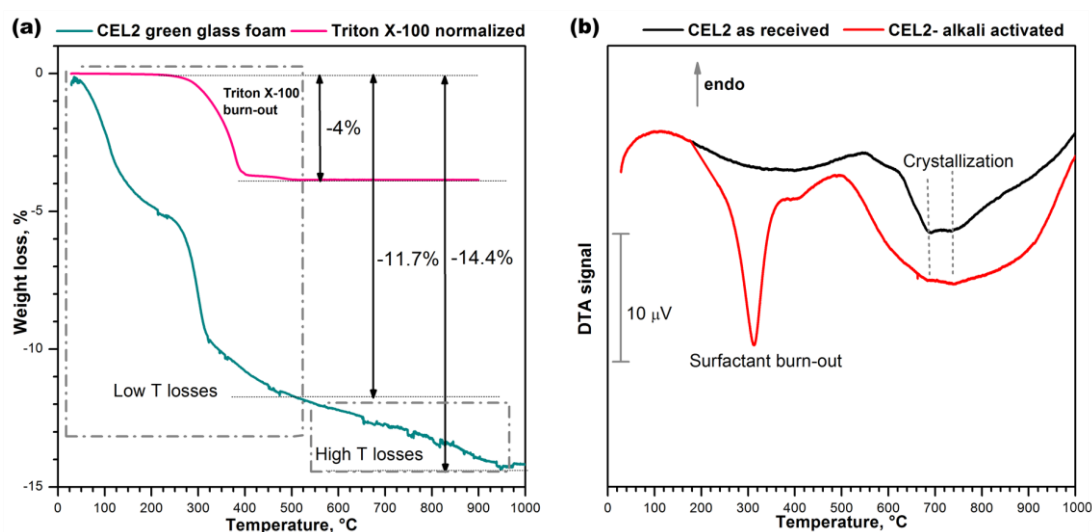 (a)
CEL2 green glass foam
Triton X-100 normalized
0
-5
-10
-15
Weight loss, %
Triton X-100
burn-out
-4%
-11.7%
-14.4%
Low T losses
High T losses
0 100 200 300 400 500 600 700 800 900 1000
Temperature, °C
(b)
CEL2 as received
CEL2- alkali activated
endo
Crystallization
10 μV
DTA signal
Surfactant burn-out
0 100 200 300 400 500 600 700 800 900 1000
Temperature, °C